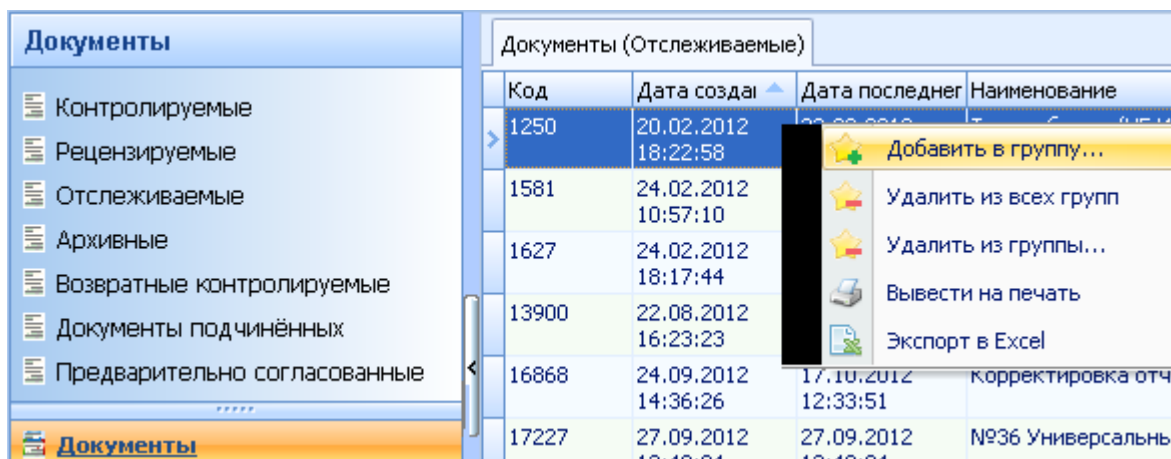 Документы
Контролируемые
Рецензируемые
Отслеживаемые
Архивные
Возвратные контролируемые
Документы подчинённых
Предварительно согласованные
Документы
Документы (Отслеживаемые)
Код Дата создан Дата последнег Наименование
1250 20.02.2012
18:22:58
1581 24.02.2012
10:57:10
1627 24.02.2012
18:17:44
13900 22.08.2012
16:23:23
16868 24.09.2012 17.10.2012 Корректировка отч
14:36:26 12:33:51
17227 27.09.2012 27.09.2012 №36 Универсальны
Добавить в группу...
Удалить из всех групп
Удалить из группы...
Вывести на печать
Экспорт в Excel